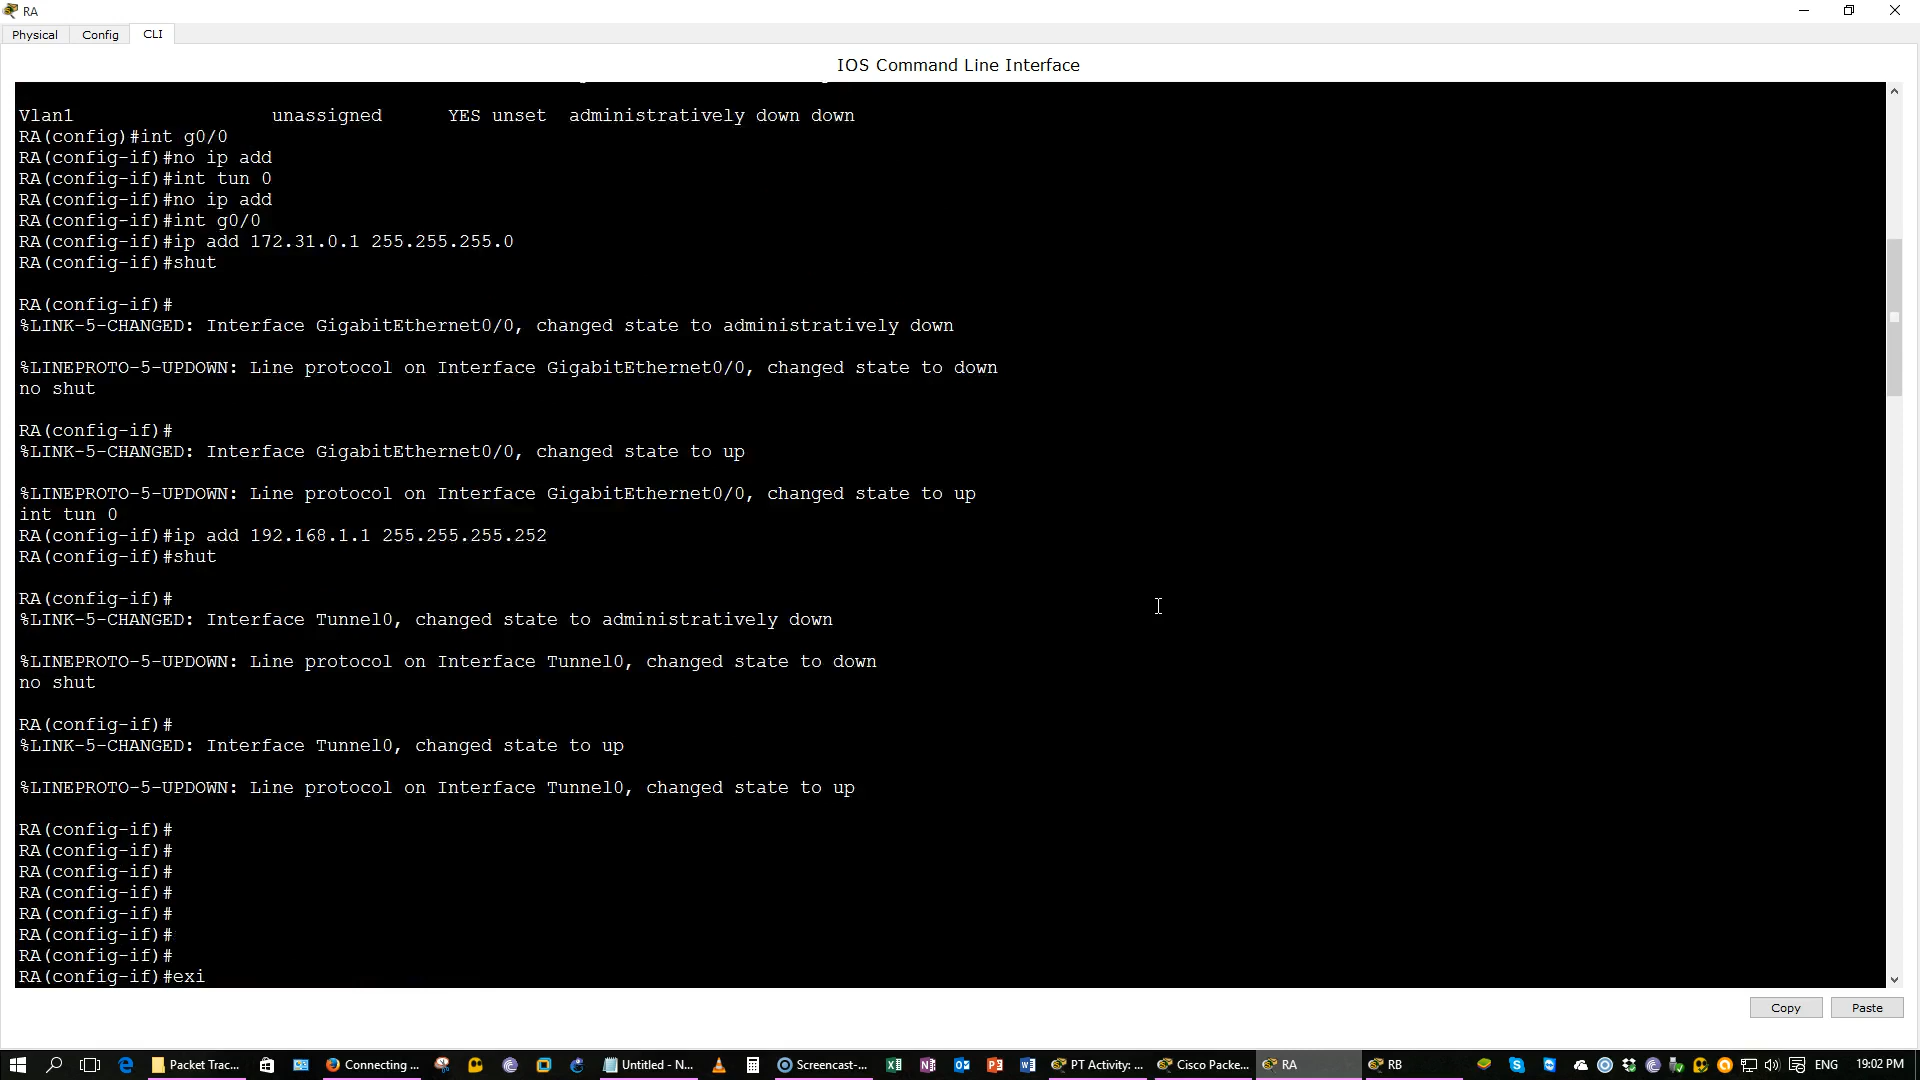 RA
Physical
Config
CLI
IOS Command Line Interface
Vlan1 unassigned YES unset administratively down down
RA(config)#int g0/0
RA(config-if)#no ip add
RA(config-if)#int tun 0
RA(config-if)#no ip add
RA(config-if)#int g0/0
RA(config-if)#ip add 172.31.0.1 255.255.255.0
RA(config-if)#shut
RA(config-if)#
%LINK-5-CHANGED: Interface GigabitEthernet0/0, changed state to administratively down
%LINEPROTO-5-UPDOWN: Line protocol on Interface GigabitEthernet0/0, changed state to down
no shut
RA(config-if)#
%LINK-5-CHANGED: Interface GigabitEthernet0/0, changed state to up
%LINEPROTO-5-UPDOWN: Line protocol on Interface GigabitEthernet0/0, changed state to up
int tun 0
RA(config-if)#ip add 192.168.1.1 255.255.255.252
RA(config-if)#shut
RA(config-if)#
%LINK-5-CHANGED: Interface Tunnel0, changed state to administratively down
%LINEPROTO-5-UPDOWN: Line protocol on Interface Tunnel0, changed state to down
no shut
RA(config-if)#
%LINK-5-CHANGED: Interface Tunnel0, changed state to up
%LINEPROTO-5-UPDOWN: Line protocol on Interface Tunnel0, changed state to up
RA(config-if)#
RA(config-if)#
RA(config-if)#
RA(config-if)#
RA(config-if)#
RA(config-if)#
RA(config-if)#
RA(config-if)#exi
Copy
Paste
Packet Trac...
Connecting ...
Untitled - N...
Screencast-...
PT Activity: ...
Cisco Packe...
RA
RB
ENG
19:02 PM